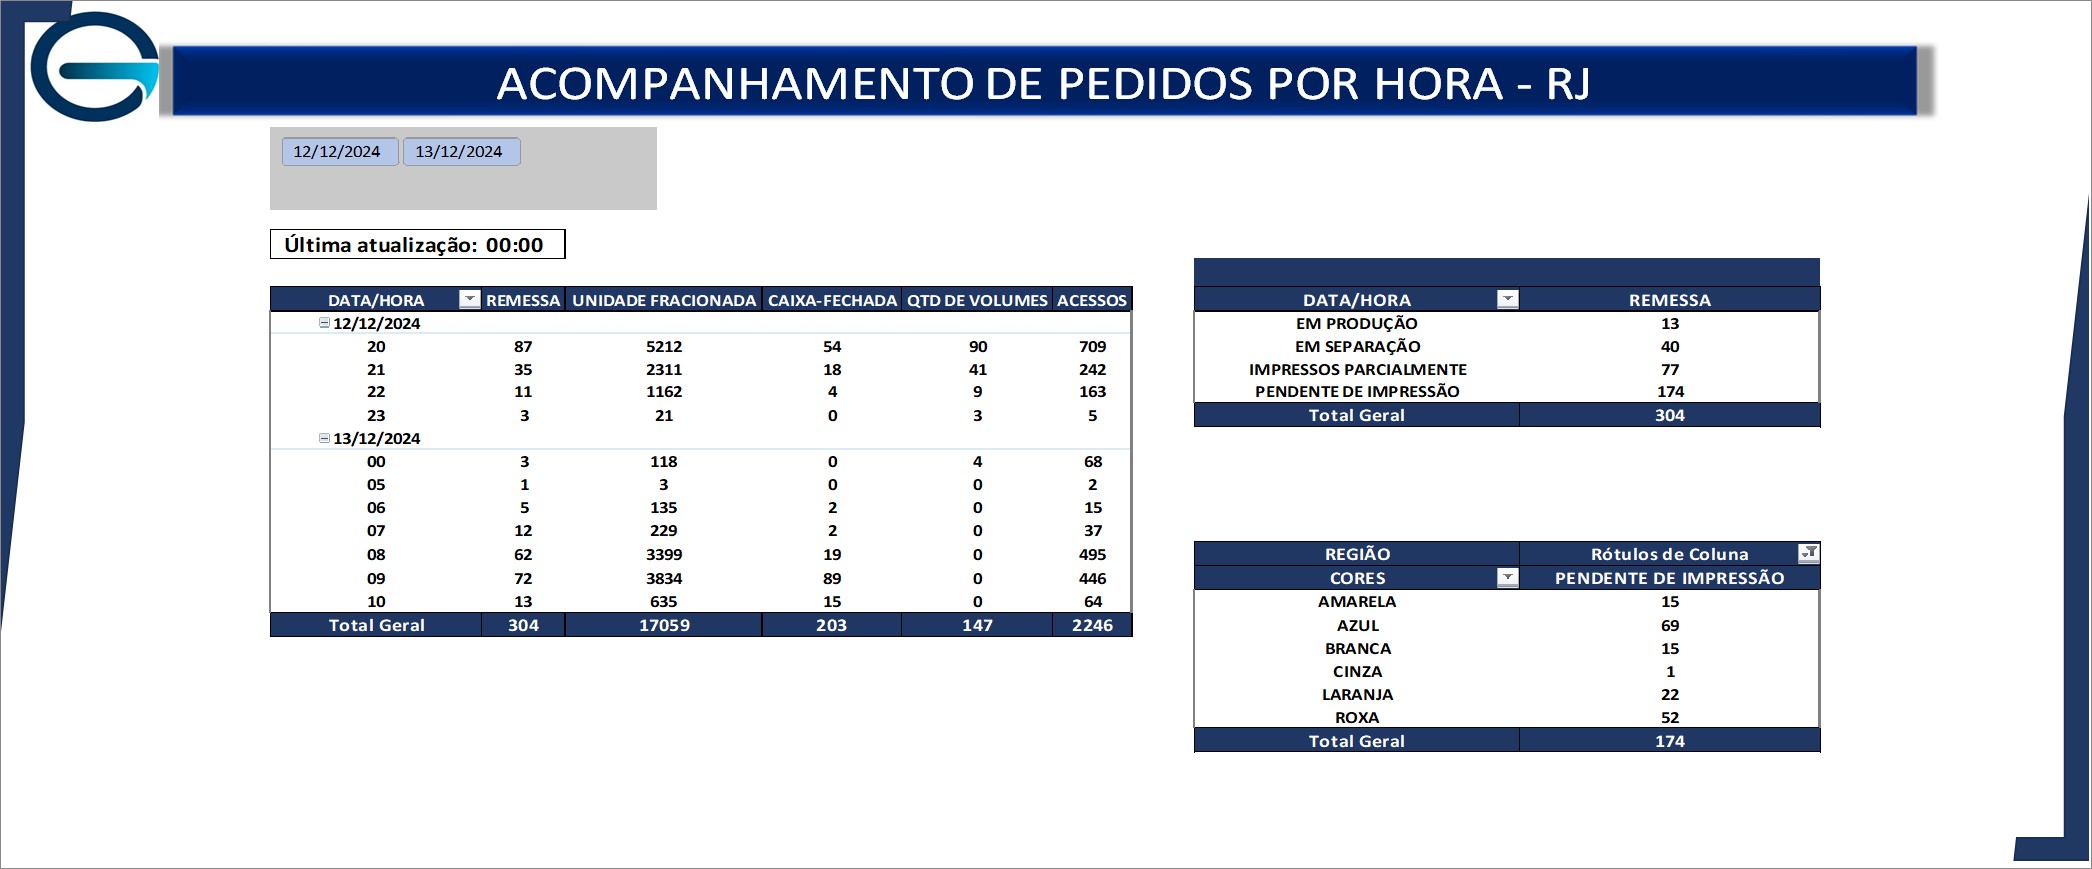 ACOMPANHAMENTO DE PEDIDOS POR HORA - RJ
12/12/2024 13/12/2024
Última atualização: 00:00
DATA/HORA REMESSA UNIDADE FRACIONADA CAIXA-FECHADA QTD DE VOLUMES ACESSOS
12/12/2024
20 87 5212 54 90 709
21 35 2311 18 41 242
22 11 1162 4 9 163
23 3 21 0 3 5
13/12/2024
00 3 118 0 4 68
05 1 3 0 0 2
06 5 135 2 0 15
07 12 229 2 0 37
08 62 3399 19 0 495
09 72 3834 89 0 446
10 13 635 15 0 64
Total Geral 304 17059 203 147 2246
DATA/HORA REMESSA
EM PRODUÇÃO 13
EM SEPARAÇÃO 40
IMPRESSOS PARCIALMENTE 77
PENDENTE DE IMPRESSÃO 174
Total Geral 304
REGIÃO Rótulos de Coluna
CORES PENDENTE DE IMPRESSÃO
AMARELA 15
AZUL 69
BRANCA 15
CINZA 1
LARANJA 22
ROXA 52
Total Geral 174